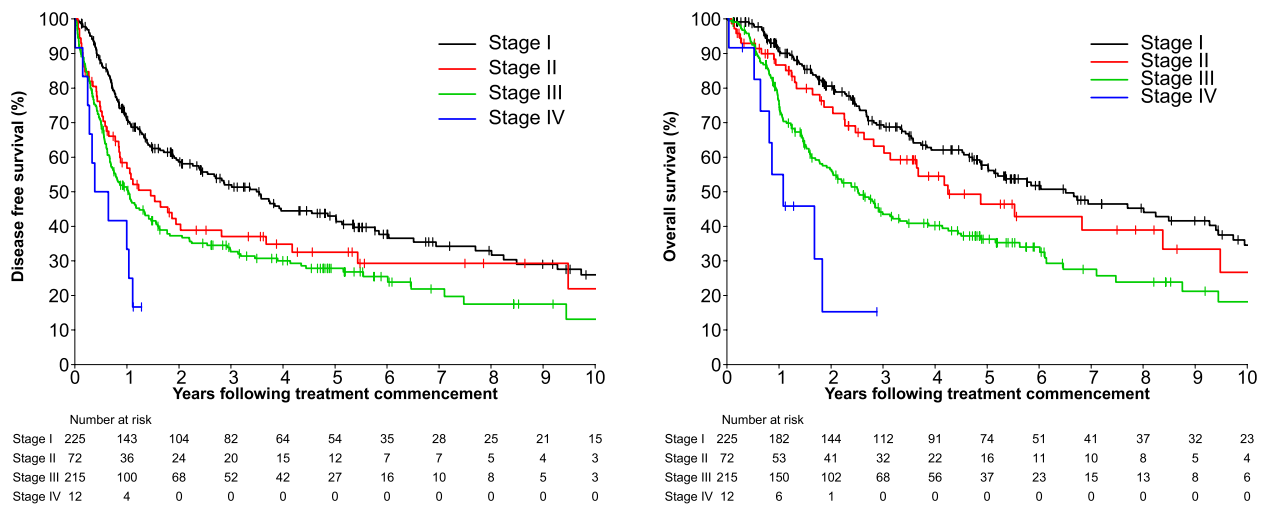 100
90
80
70
60
50
40
30
20
10
0
Disease free survival (%)
Stage I
Stage II
Stage III
Stage IV
0 1 2 3 4 5 6 7 8 9 10
Years following treatment commencement
Number at risk
Stage I 225 143 104 82 64 54 35 28 25 21 15
Stage II 72 36 24 20 15 12 7 7 5 4 3
Stage III 215 100 68 52 42 27 16 10 8 5 3
Stage IV 12 4 0 0 0 0 0 0 0 0 0
100
90
80
70
60
50
40
30
20
10
0
Overall survival (%)
Stage I
Stage II
Stage III
Stage IV
0 1 2 3 4 5 6 7 8 9 10
Years following treatment commencement
Number at risk
Stage I 225 182 144 112 91 74 51 41 37 32 23
Stage II 72 53 41 32 22 16 11 10 8 5 4
Stage III 215 150 102 68 56 37 23 15 13 8 6
Stage IV 12 6 1 0 0 0 0 0 0 0 0